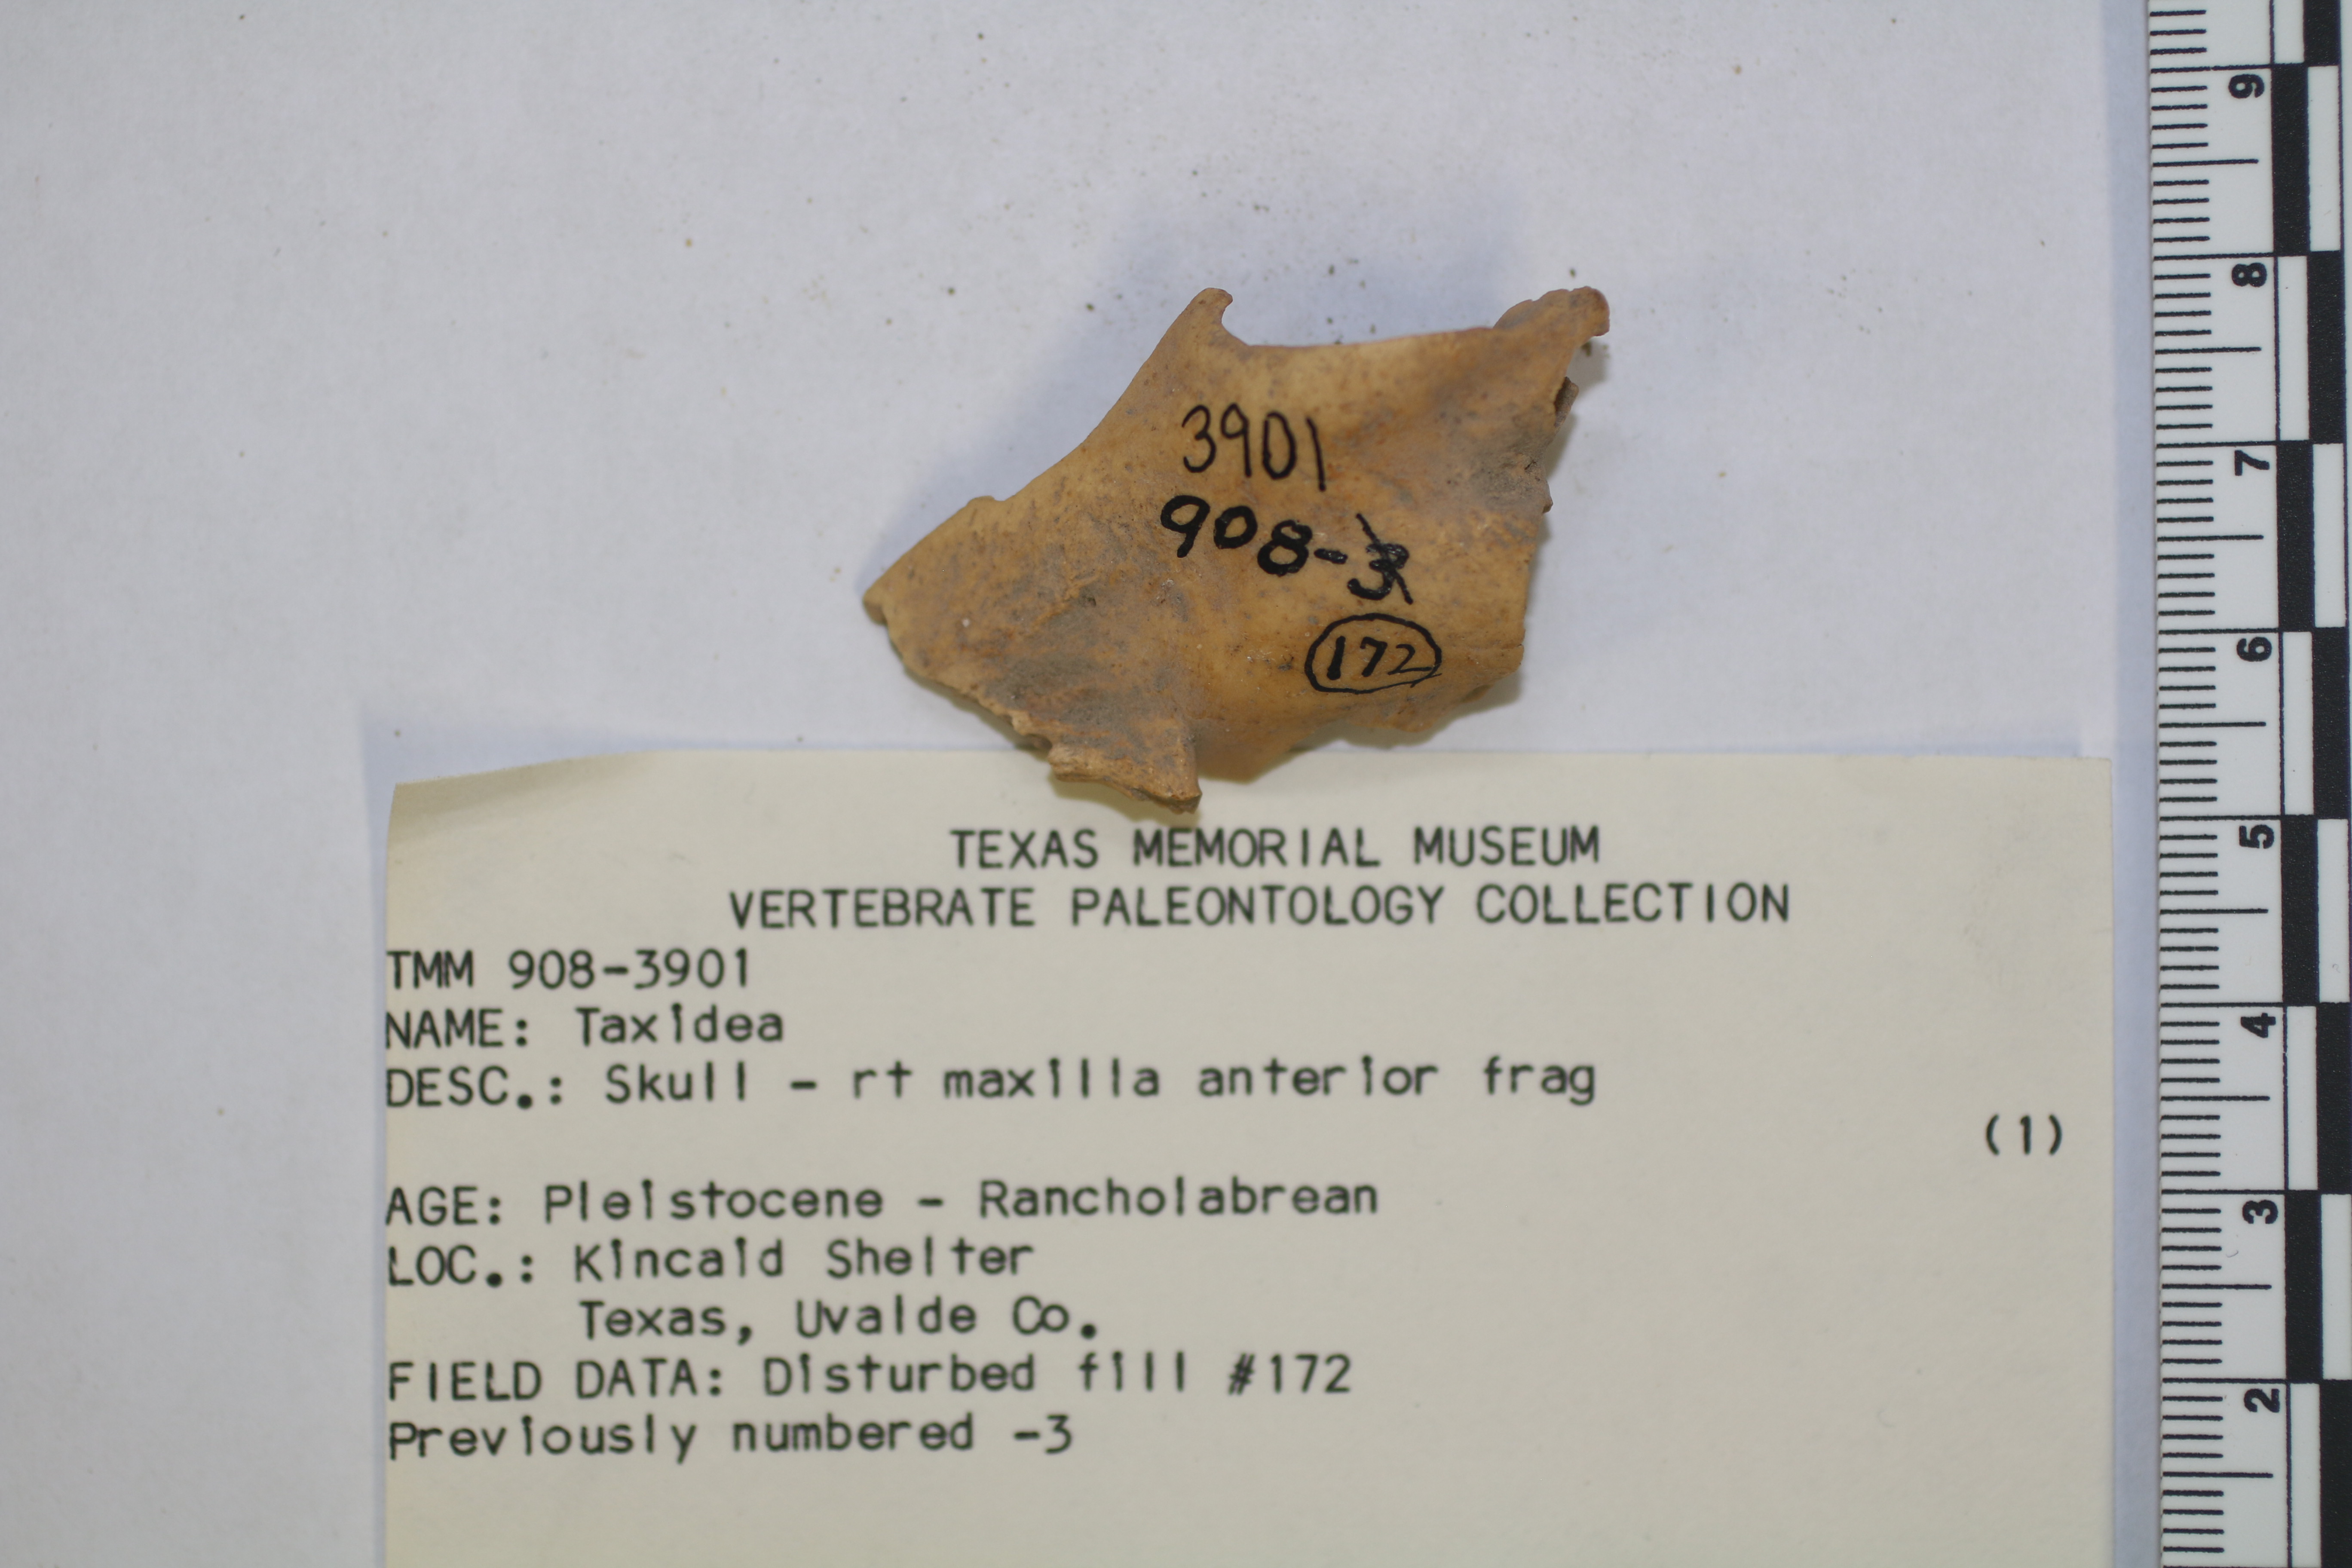 3901
908-3
172
TEXAS MEMORIAL MUSEUM
VERTEBRATE PALEONTOLOGY COLLECTION
TMM 908-3901
NAME: Taxidea
DESC.: Skull - rt maxilla anterior frag
(1)
AGE: Pleistocene - Rancholabrean
LOC.: Kincaid Shelter
Texas, Uvalde Co.
FIELD DATA: Disturbed fill #172
Previously numbered -3
9
8
7
6
5
4
3
2